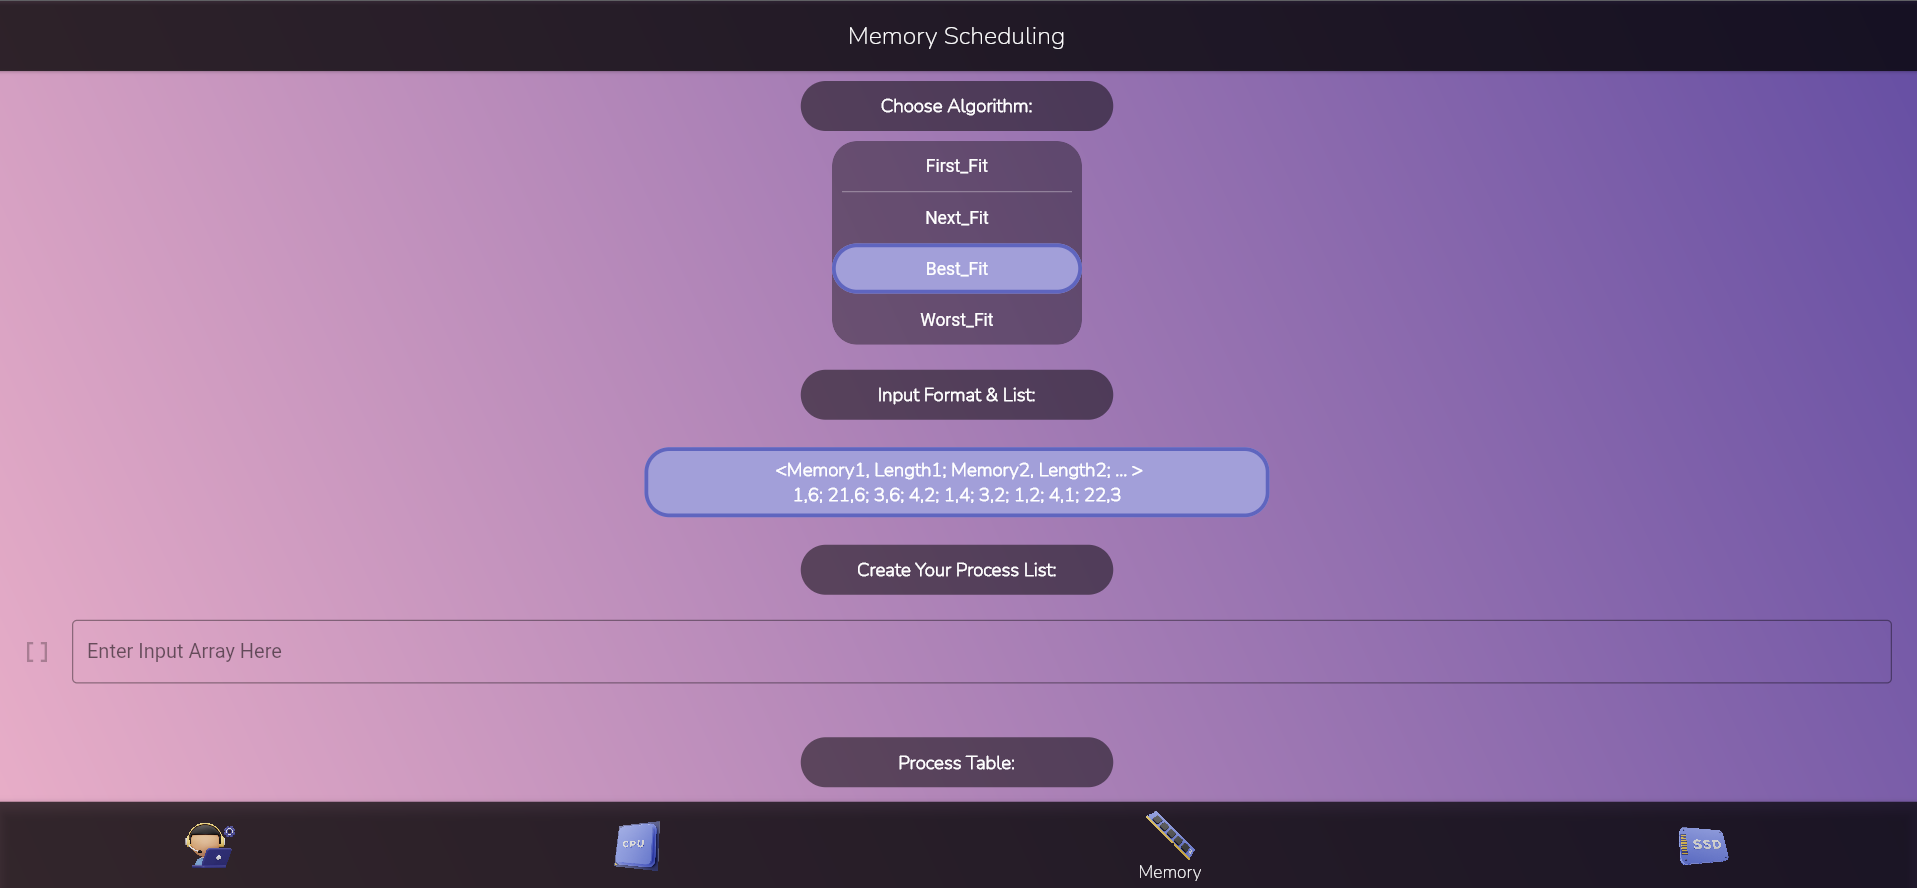 Memory Scheduling
Choose Algorithm:
First_Fit
Next_Fit
Best_Fit
Worst_Fit
Input Format & List:
<Memory1, Length1; Memory2, Length2; ... >
1,6; 21,6; 3,6; 4,2; 1,4; 3,2; 1,2; 4,1; 22,3
Create Your Process List:
[ ] Enter Input Array Here
Process Table:
CPU
SSD
Memory